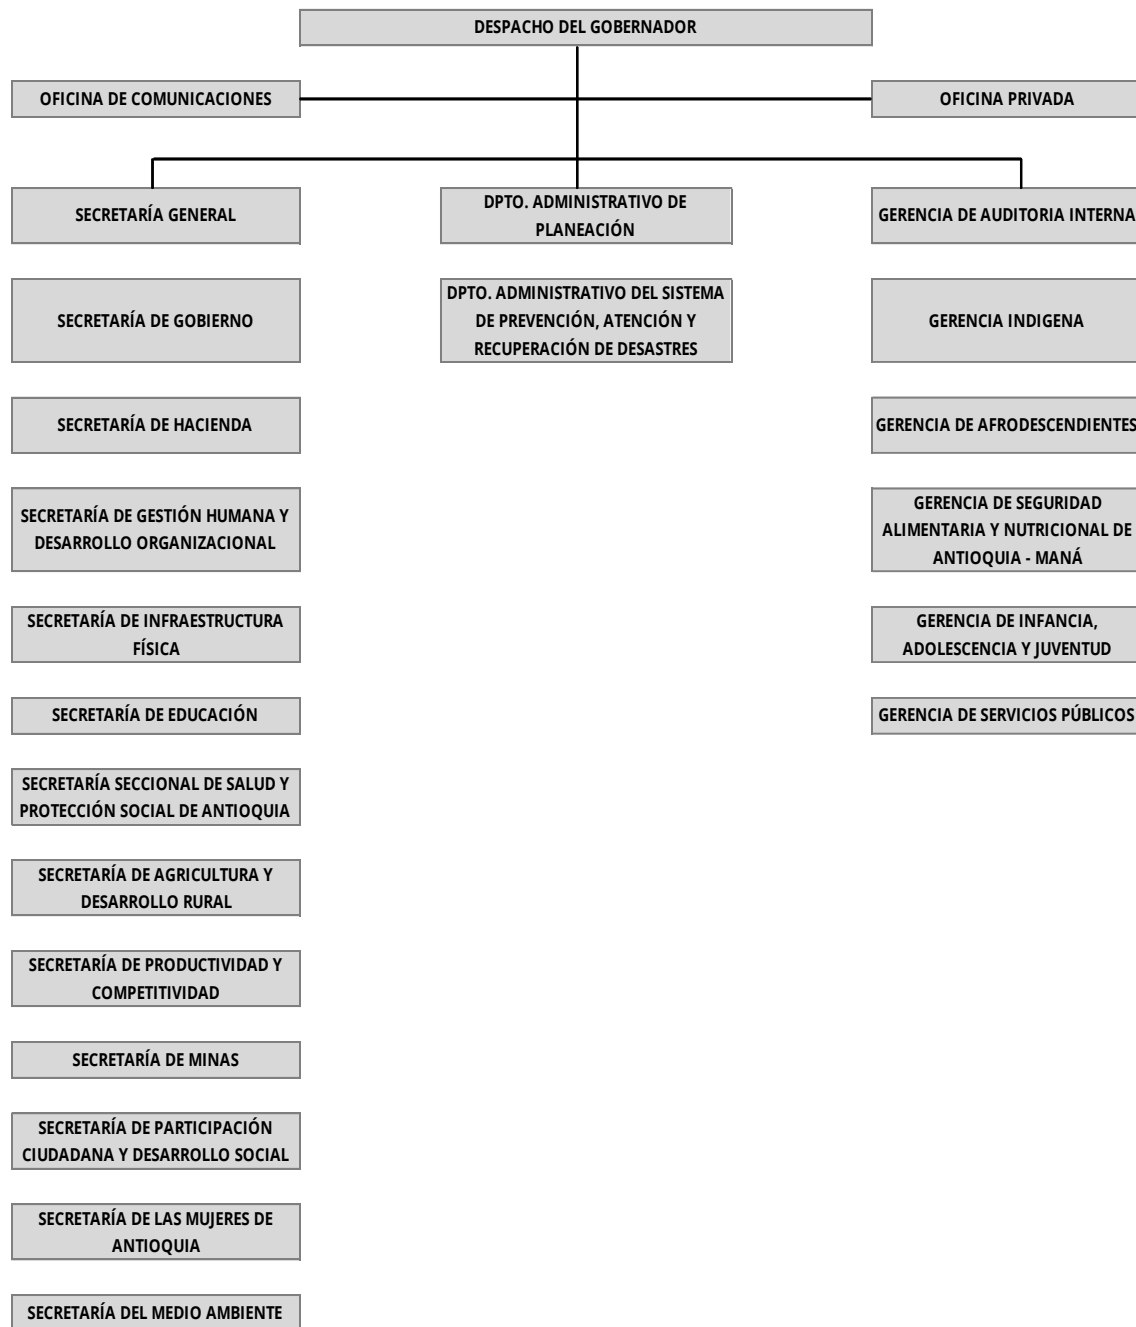 DESPACHO DEL GOBERNADOR
OFICINA DE COMUNICACIONES
OFICINA PRIVADA
SECRETARÍA GENERAL
DPTO. ADMINISTRATIVO DE
PLANEACIÓN
GERENCIA DE AUDITORIA INTERNA
SECRETARÍA DE GOBIERNO
DPTO. ADMINISTRATIVO DEL SISTEMA
DE PREVENCIÓN, ATENCIÓN Y
RECUPERACIÓN DE DESASTRES
GERENCIA INDIGENA
SECRETARÍA DE HACIENDA
GERENCIA DE AFRODESCENDIENTES
SECRETARÍA DE GESTIÓN HUMANA Y
DESARROLLO ORGANIZACIONAL
GERENCIA DE SEGURIDAD
ALIMENTARIA Y NUTRICIONAL DE
ANTIOQUIA - MANÁ
SECRETARÍA DE INFRAESTRUCTURA
FÍSICA
GERENCIA DE INFANCIA,
ADOLESCENCIA Y JUVENTUD
SECRETARÍA DE EDUCACIÓN
GERENCIA DE SERVICIOS PÚBLICOS
SECRETARÍA SECCIONAL DE SALUD Y
PROTECCIÓN SOCIAL DE ANTIOQUIA
SECRETARÍA DE AGRICULTURA Y
DESARROLLO RURAL
SECRETARÍA DE PRODUCTIVIDAD Y
COMPETITIVIDAD
SECRETARÍA DE MINAS
SECRETARÍA DE PARTICIPACIÓN
CIUDADANA Y DESARROLLO SOCIAL
SECRETARÍA DE LAS MUJERES DE
ANTIOQUIA
SECRETARÍA DEL MEDIO AMBIENTE